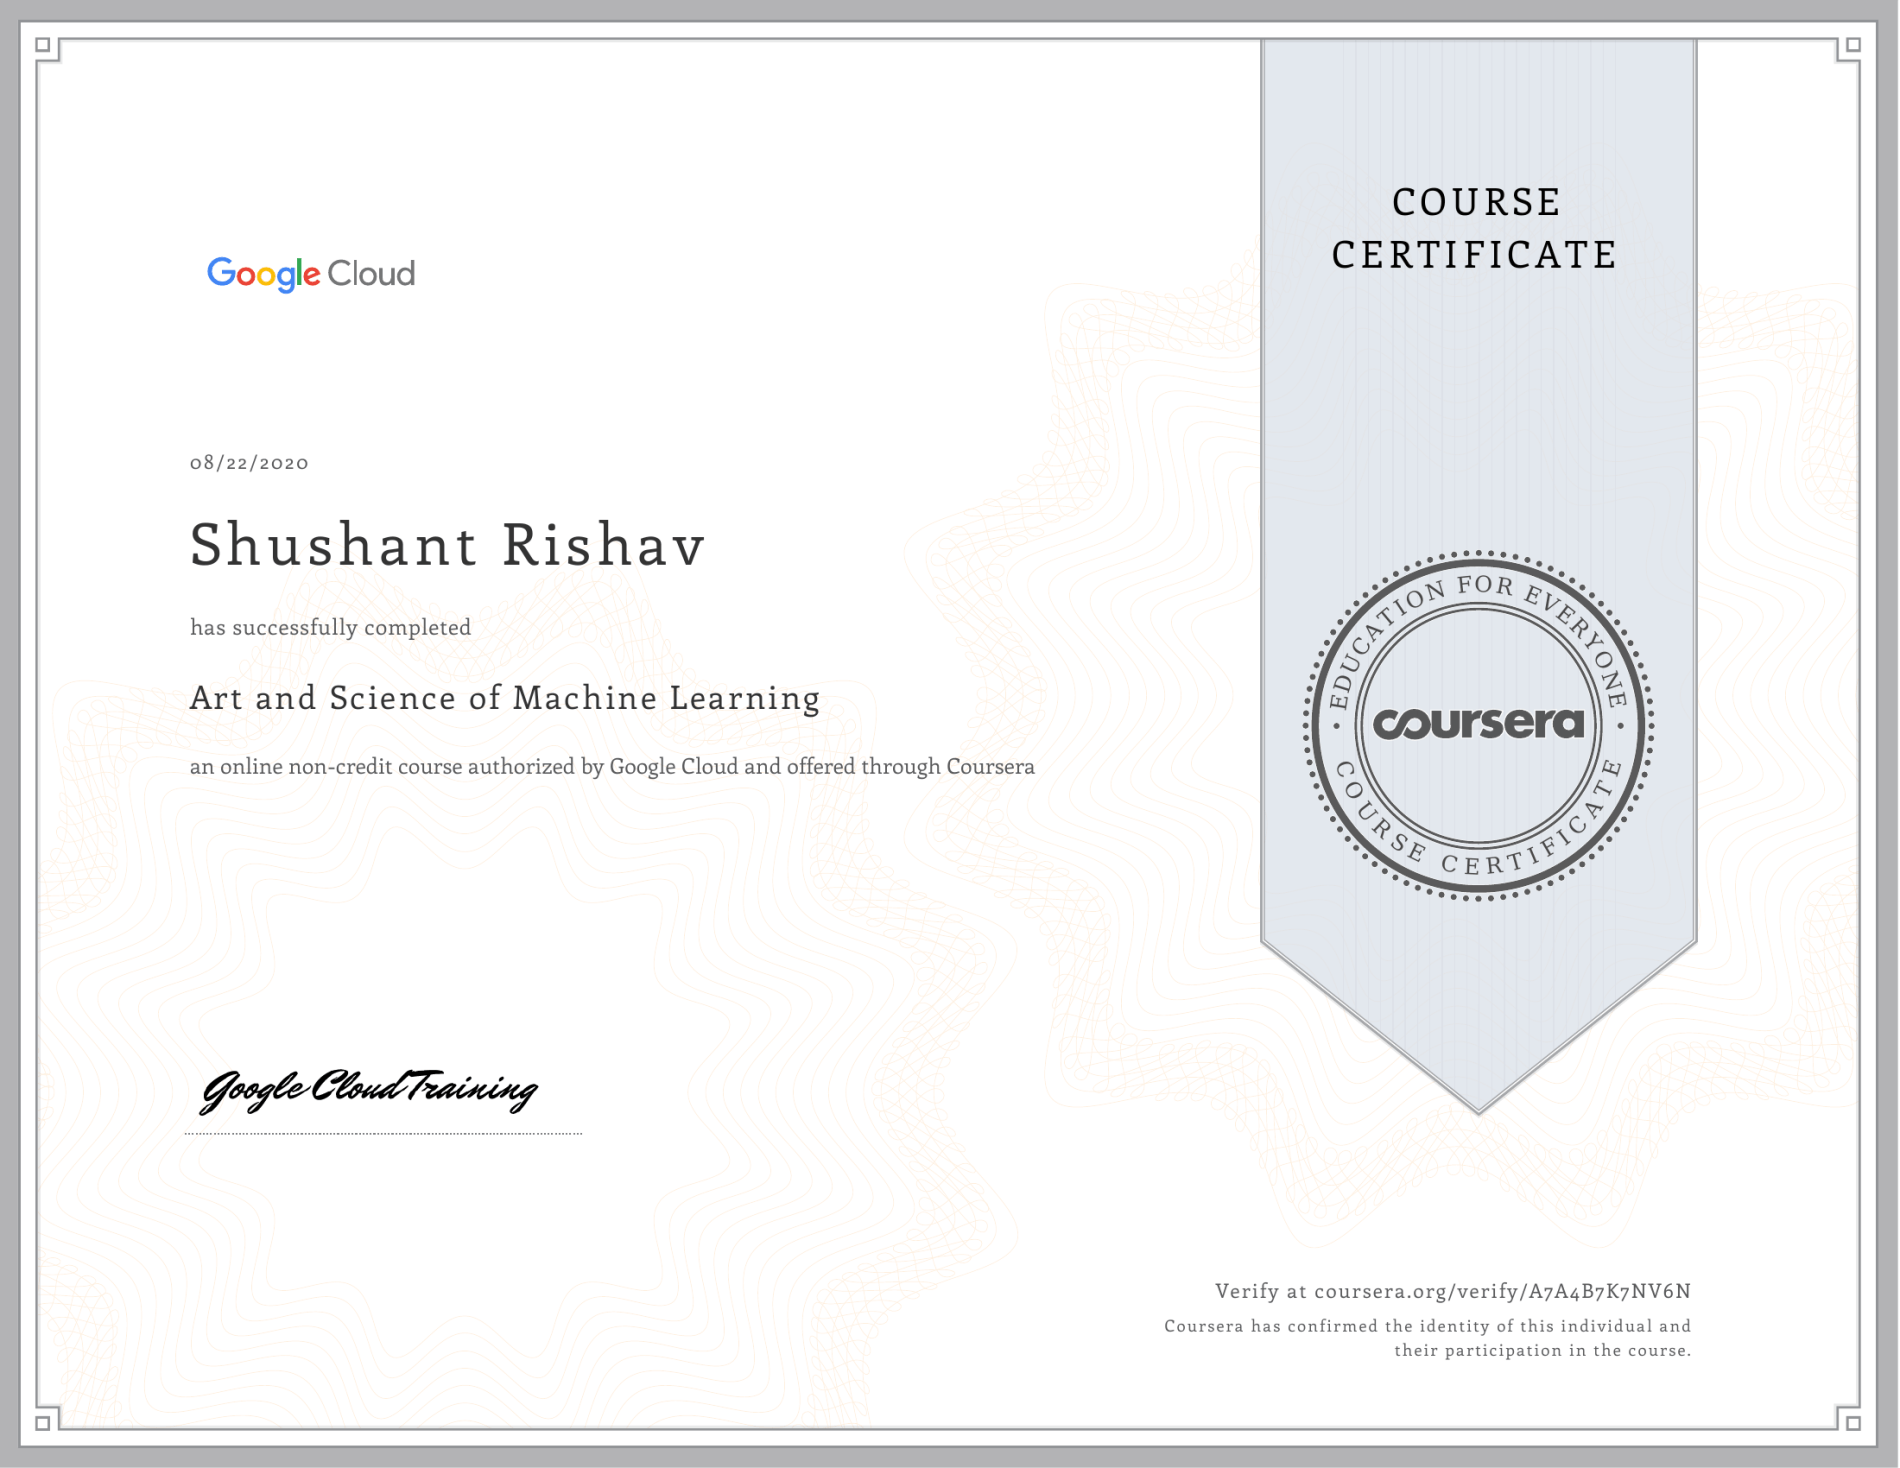 Google Cloud
COURSE
CERTIFICATE
08/22/2020
Shushant Rishav
has successfully completed
Art and Science of Machine Learning
an online non-credit course authorized by Google Cloud and offered through Coursera
EDUCATION FOR EVERYONE
coursera
COURSE CERTIFICATE
Google Cloud Training
Verify at coursera.org/verify/A7A4B7K7NV6N
Coursera has confirmed the identity of this individual and
their participation in the course.